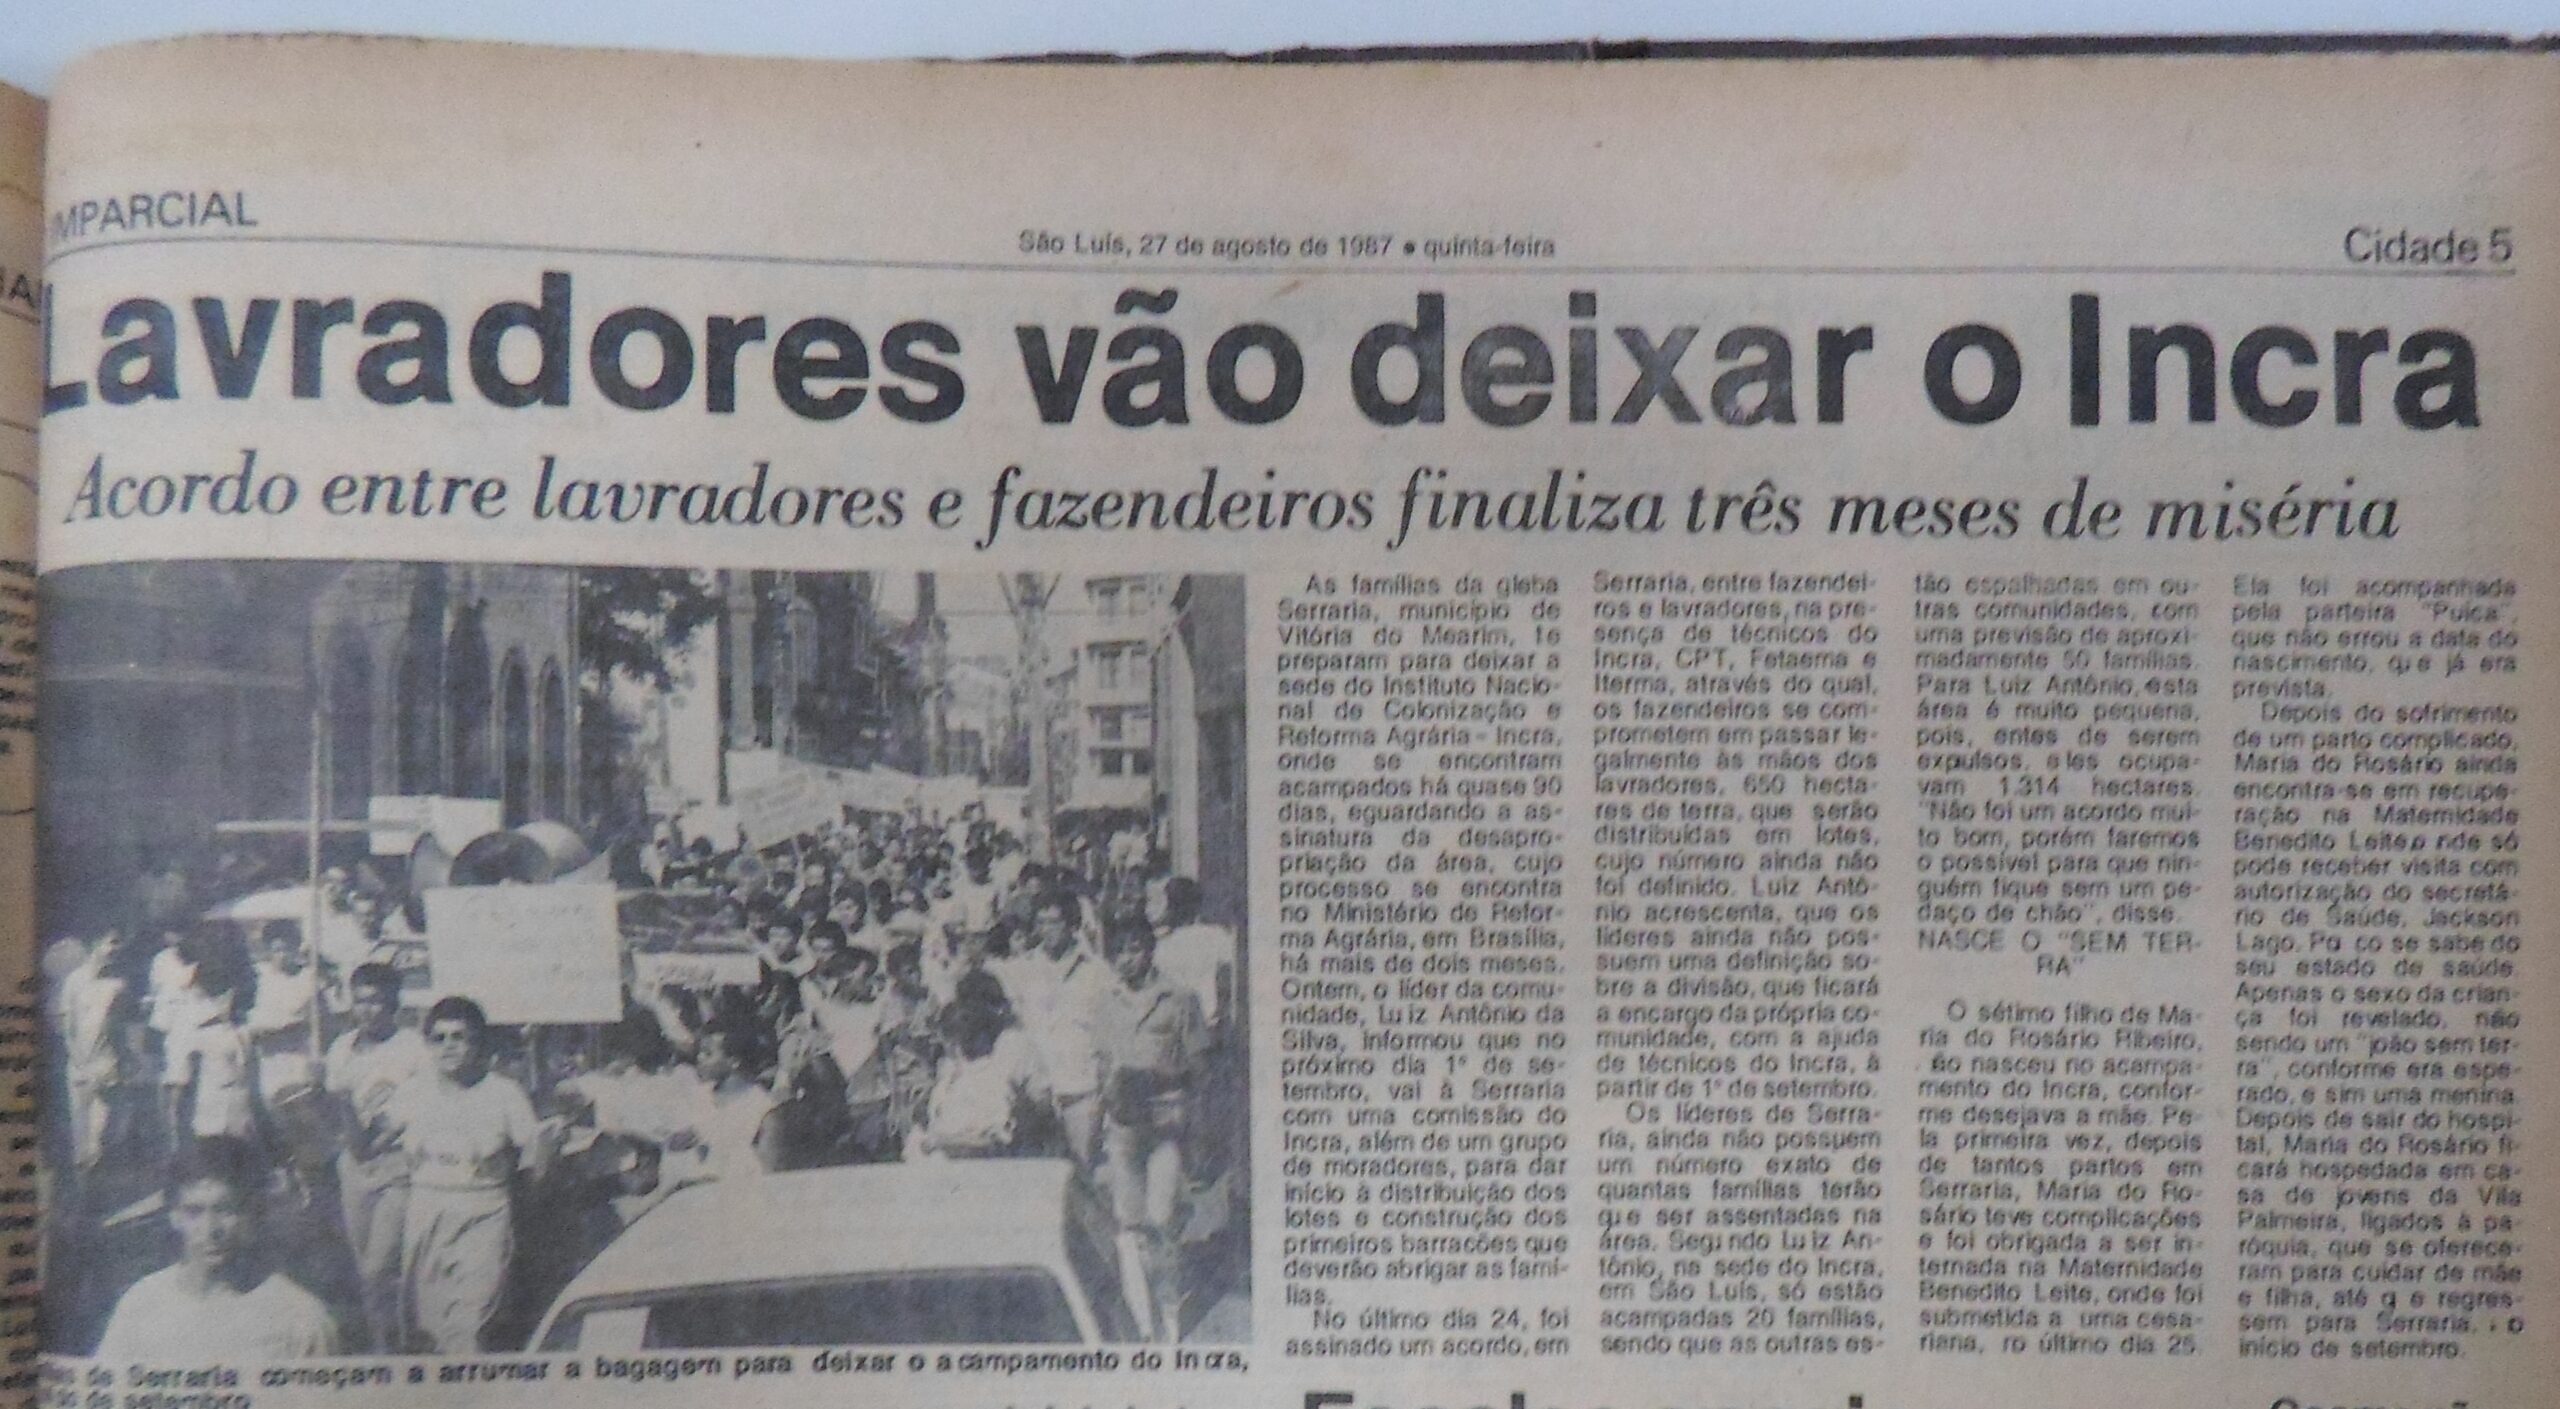 IMPARCIAL
São Luís, 27 de agosto de 1987 • quinta-feira
Cidade 5
Lavradores vão deixar o Incra
Acordo entre lavradores e fazendeiros finaliza três meses de miséria
As famílias da gleba
Serraria, município de
Vitória do Mearim, te
preparam para deixar a
sede do Instituto Nacio-
nal de Colonização e
Reforma Agrária - Incra,
onde se encontram
acampados há quase 90
dias, eguardando a as-
sinatura da desapro-
priação da área, cujo
processo se encontra
no Ministério de Refor-
ma Agrária, em Brasília,
há mais de dois meses.
Ontem, o líder da comu-
nidade, Luiz Antônio da
Silva, informou que no
próximo dia 1º de se-
tembro, vai à Serraria
com uma comissão do
Incra, além de um grupo
de moradores, para dar
início à distribuição dos
lotes e construção dos
primeiros barracões que
deverão abrigar as famí-
lias.
No último dia 24, foi
assinado um acordo, em
Serraria, entre fazendei-
ros e lavradores, na pre-
sença de técnicos do
Incra, CPT, Fetaema e
Iterma, através do qual,
os fazendeiros se com-
prometem em passar le-
galmente às mãos dos
lavradores, 650 hecta-
res de terra, que serão
distribuídas em lotes,
cujo número ainda não
foi definido. Luiz Antô-
nio acrescenta, que os
líderes ainda não pos-
suem uma definição so-
bre a divisão, que ficará
a encargo da própria co-
munidade, com a ajuda
de técnicos do Incra, à
partir de 1º de setembro.
Os líderes de Serra-
ria, ainda não possuem
um número exato de
quantas famílias terão
que ser assentadas na
área. Segundo Luiz An-
tônio, na sede do Incra,
em São Luís, só estão
acampadas 20 famílias,
sendo que as outras es-
tão espalhadas em ou-
tras comunidades, com
uma previsão de aproxi-
madamente 50 famílias.
Para Luiz Antônio, esta
área é muito pequena,
pois, entes de serem
expulsos, eles ocupa-
vam 1.314 hectares.
"Não foi um acordo mui-
to bom, porém faremos
o possível para que nin-
guém fique sem um pe-
daço de chão", disse.
NASCE O "SEM TER-
RA"
O sétimo filho de Ma-
ria do Rosário Ribeiro,
ão nasceu no acampa-
mento do Incra, confor-
me desejava a mãe. Pe-
la primeira vez, depois
de tantos partos em
Serraria, Maria do Ro-
sário teve complicações
e foi obrigada a ser in-
ternada na Maternidade
Benedito Leite, onde foi
submetida a uma cesa-
riana, no último dia 25.
Ela foi acompanhada
pela parteira "Puica",
que não errou a data do
nascimento, que já era
prevista.
Depois do sofrimento
de um parto complicado,
Maria do Rosário ainda
encontra-se em recupe-
ração na Maternidade
Benedito Leite, onde só
pode receber visita com
autorização do secretá-
rio de Saúde, Jackson
Lago. Pouco se sabe do
seu estado de saúde.
Apenas o sexo da crian-
ça foi revelado, não
sendo um "joão sem ter-
ra", conforme era espe-
rado, e sim uma menina.
Depois de sair do hospi-
tal, Maria do Rosário fi-
cará hospedada em ca-
sa de jovens da Vila
Palmeira, ligados à pa-
róquia, que se oferece-
ram para cuidar de mãe
e filha, até que regres-
sem para Serraria, no
início de setembro.
de Serraria começam a arrumar a bagagem para deixar o acampamento do Incra,
de setembro